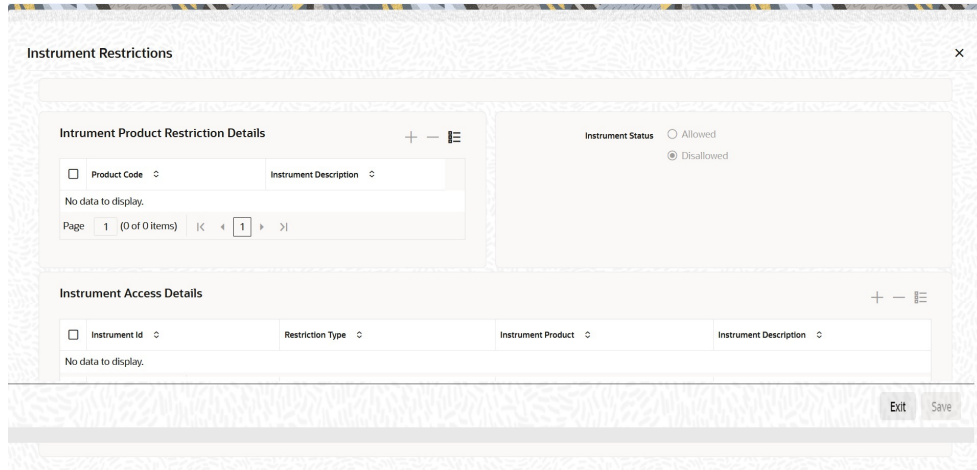 Instrument Restrictions
Intrument Product Restriction Details
Instrument Status
Allowed
Disallowed
Product Code
Instrument Description
No data to display.
Page 1 (0 of 0 items) 1
Instrument Access Details
Instrument Id
Restriction Type
Instrument Product
Instrument Description
No data to display.
Exit
Save